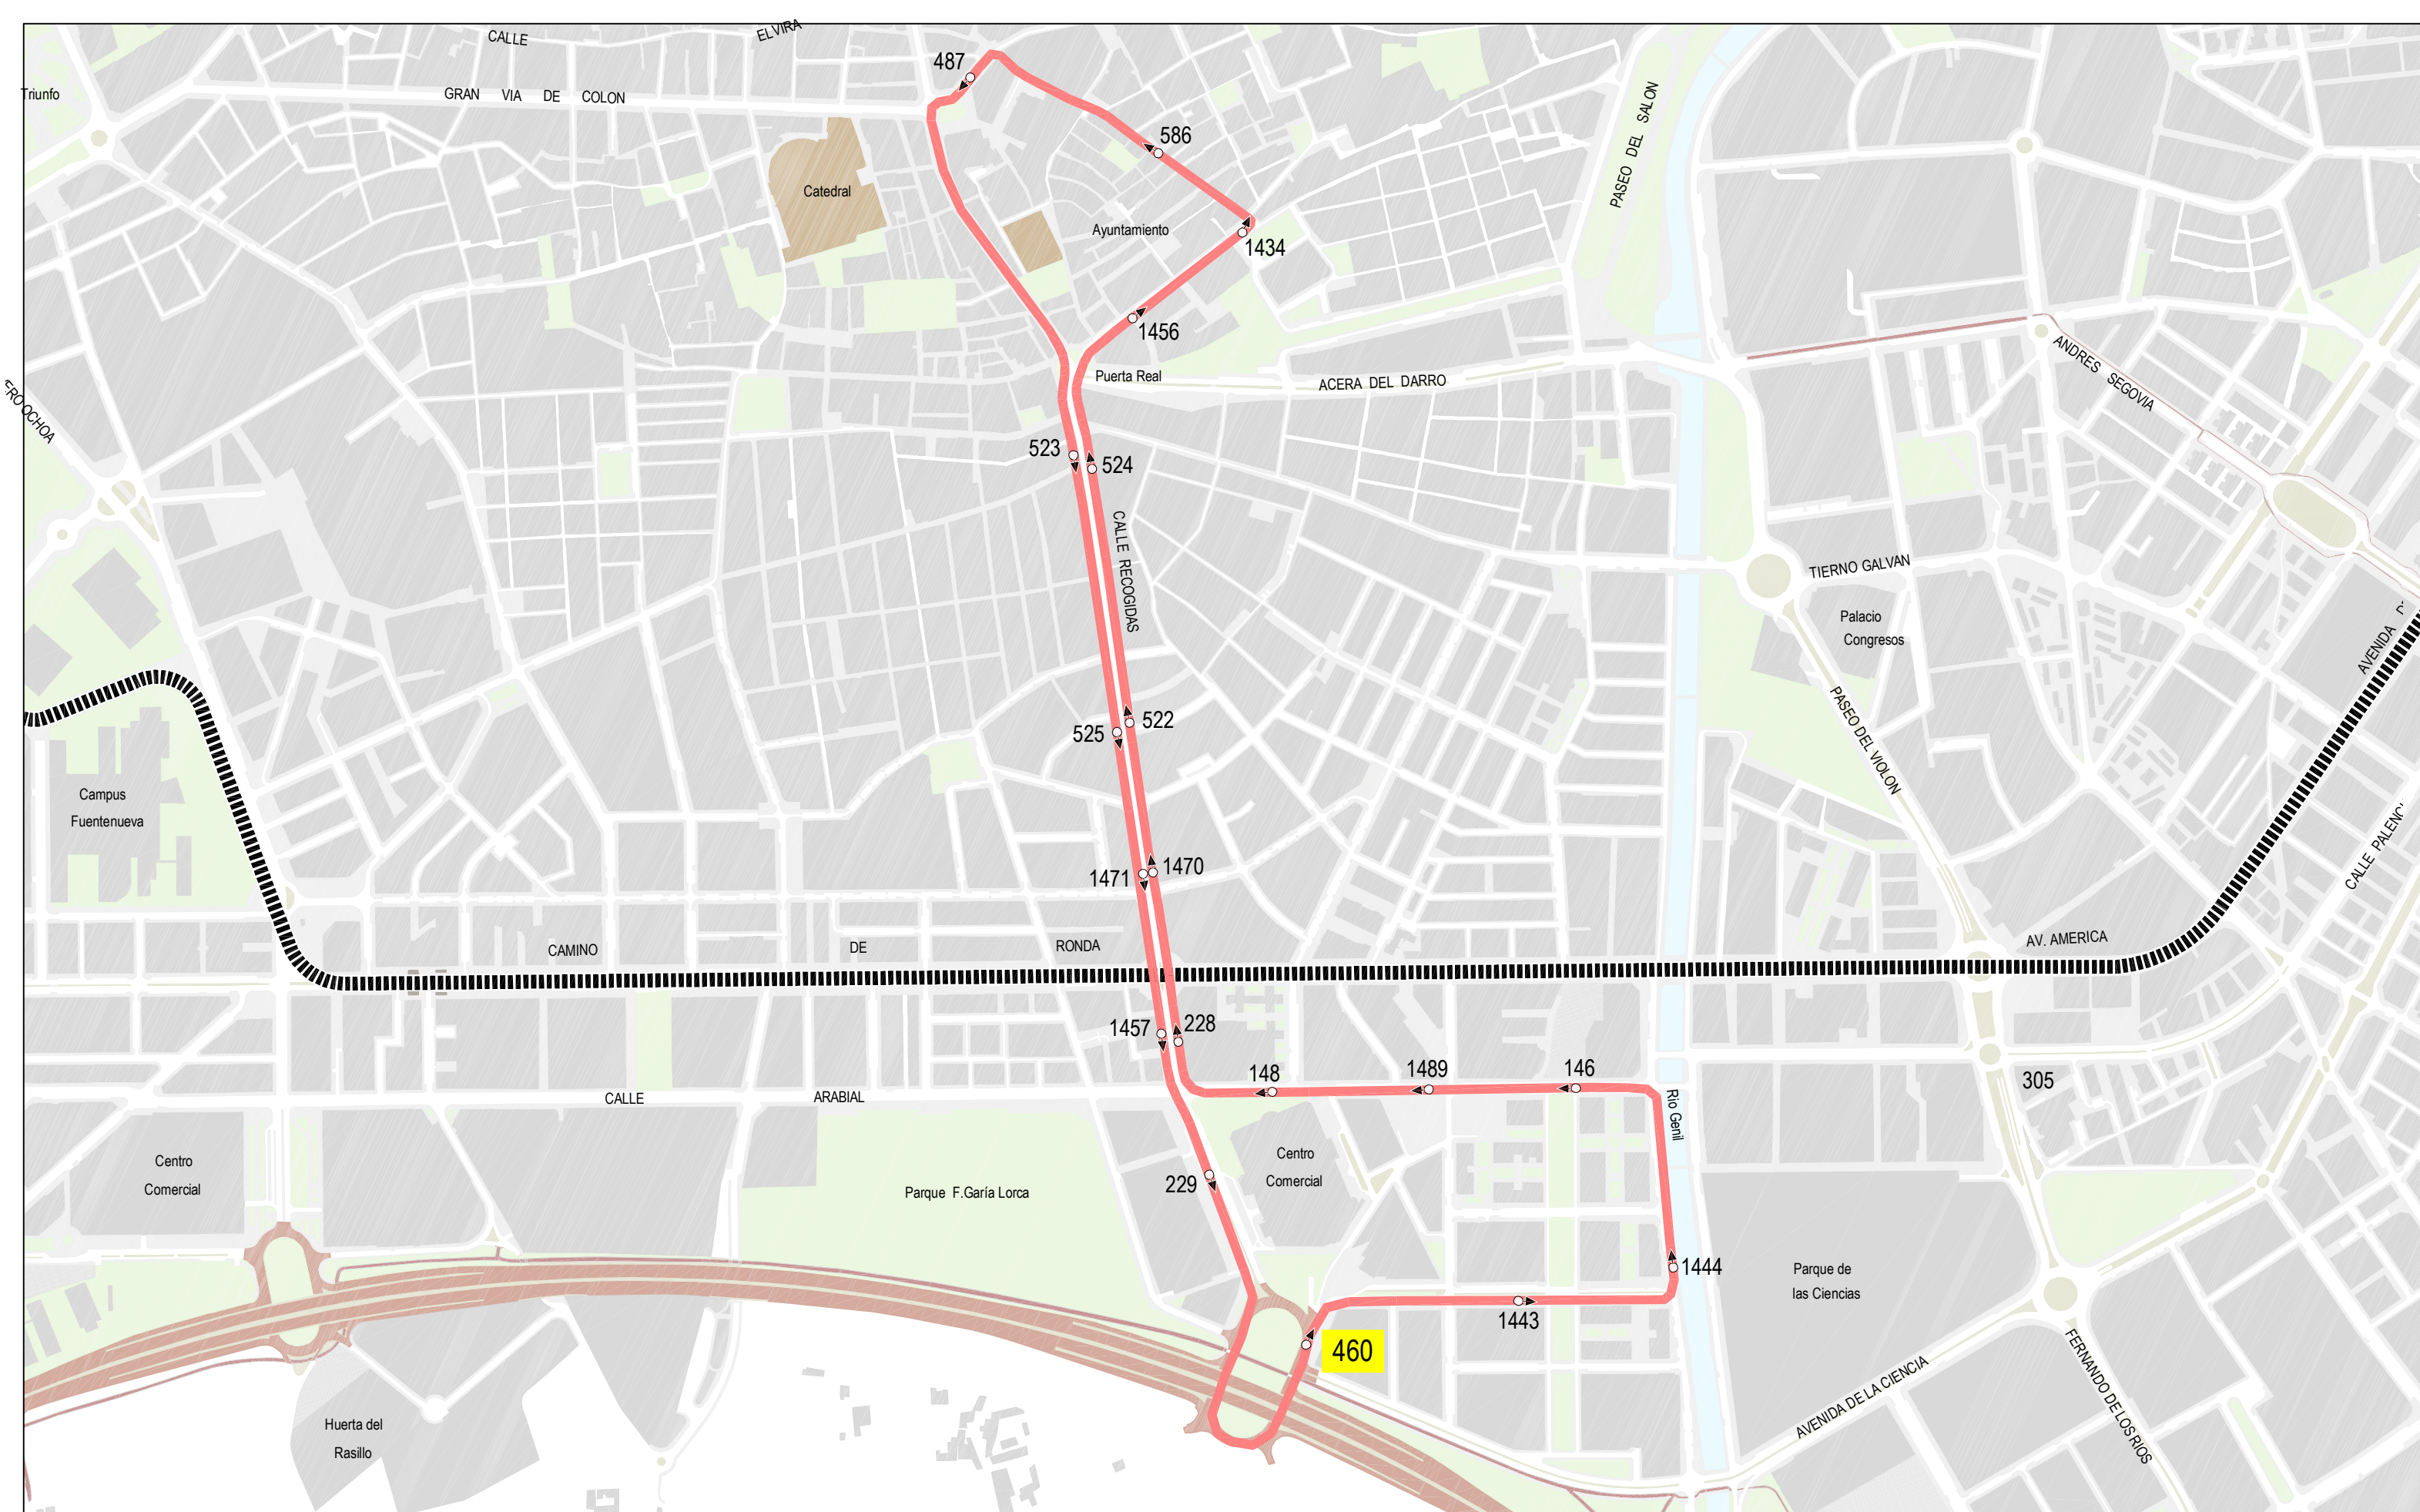 CALLE
ELVIRA
487
Triunfo
GRAN VIA DE COLON
PASEO DEL SALON
586
Catedral
Ayuntamiento
1434
1456
Puerta Real
ACERA DEL DARRO
ANDRES SEGOVIA
ERO OCHOA
523
524
CALLE RECOGIDAS
TIERNO GALVAN
Palacio
Congresos
AVENIDA
PASEO DEL VIOLON
522
525
Campus
Fuentenueva
CALLE PALENCI
1470
1471
CAMINO DE RONDA
AV. AMERICA
1457
228
148
1489
146
305
CALLE ARABIAL
Rio Genil
Centro
Comercial
Centro
Comercial
229
Parque F.Garía Lorca
1444
Parque de
las Ciencias
1443
460
AVENIDA DE LA CIENCIA
FERNANDO DE LOS RIOS
Huerta del
Rasillo